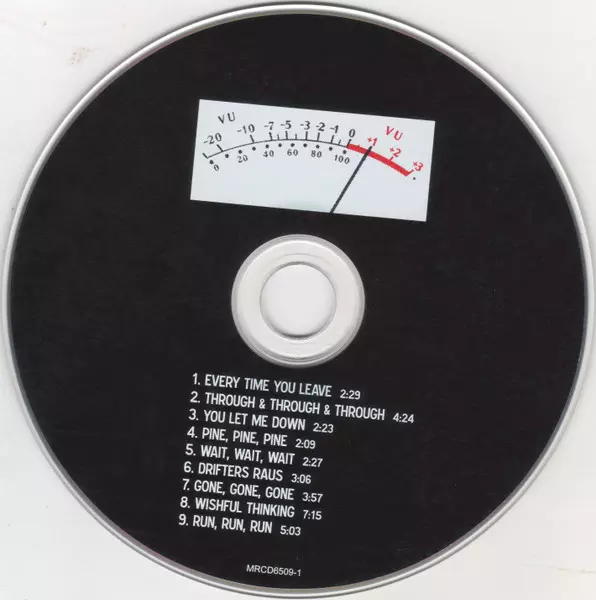 VU VU
-20 -10 -7 -5 -3 -2 -1 0 +1 +2 +3
0 20 40 60 80 100
1. EVERY TIME YOU LEAVE 2:29
2. THROUGH & THROUGH & THROUGH 4:24
3. YOU LET ME DOWN 2:23
4. PINE, PINE, PINE 2:09
5. WAIT, WAIT, WAIT 2:27
6. DRIFTERS RAUS 3:06
7. GONE, GONE, GONE 3:57
8. WISHFUL THINKING 7:15
9. RUN, RUN, RUN 5:03
MRCD6509-1